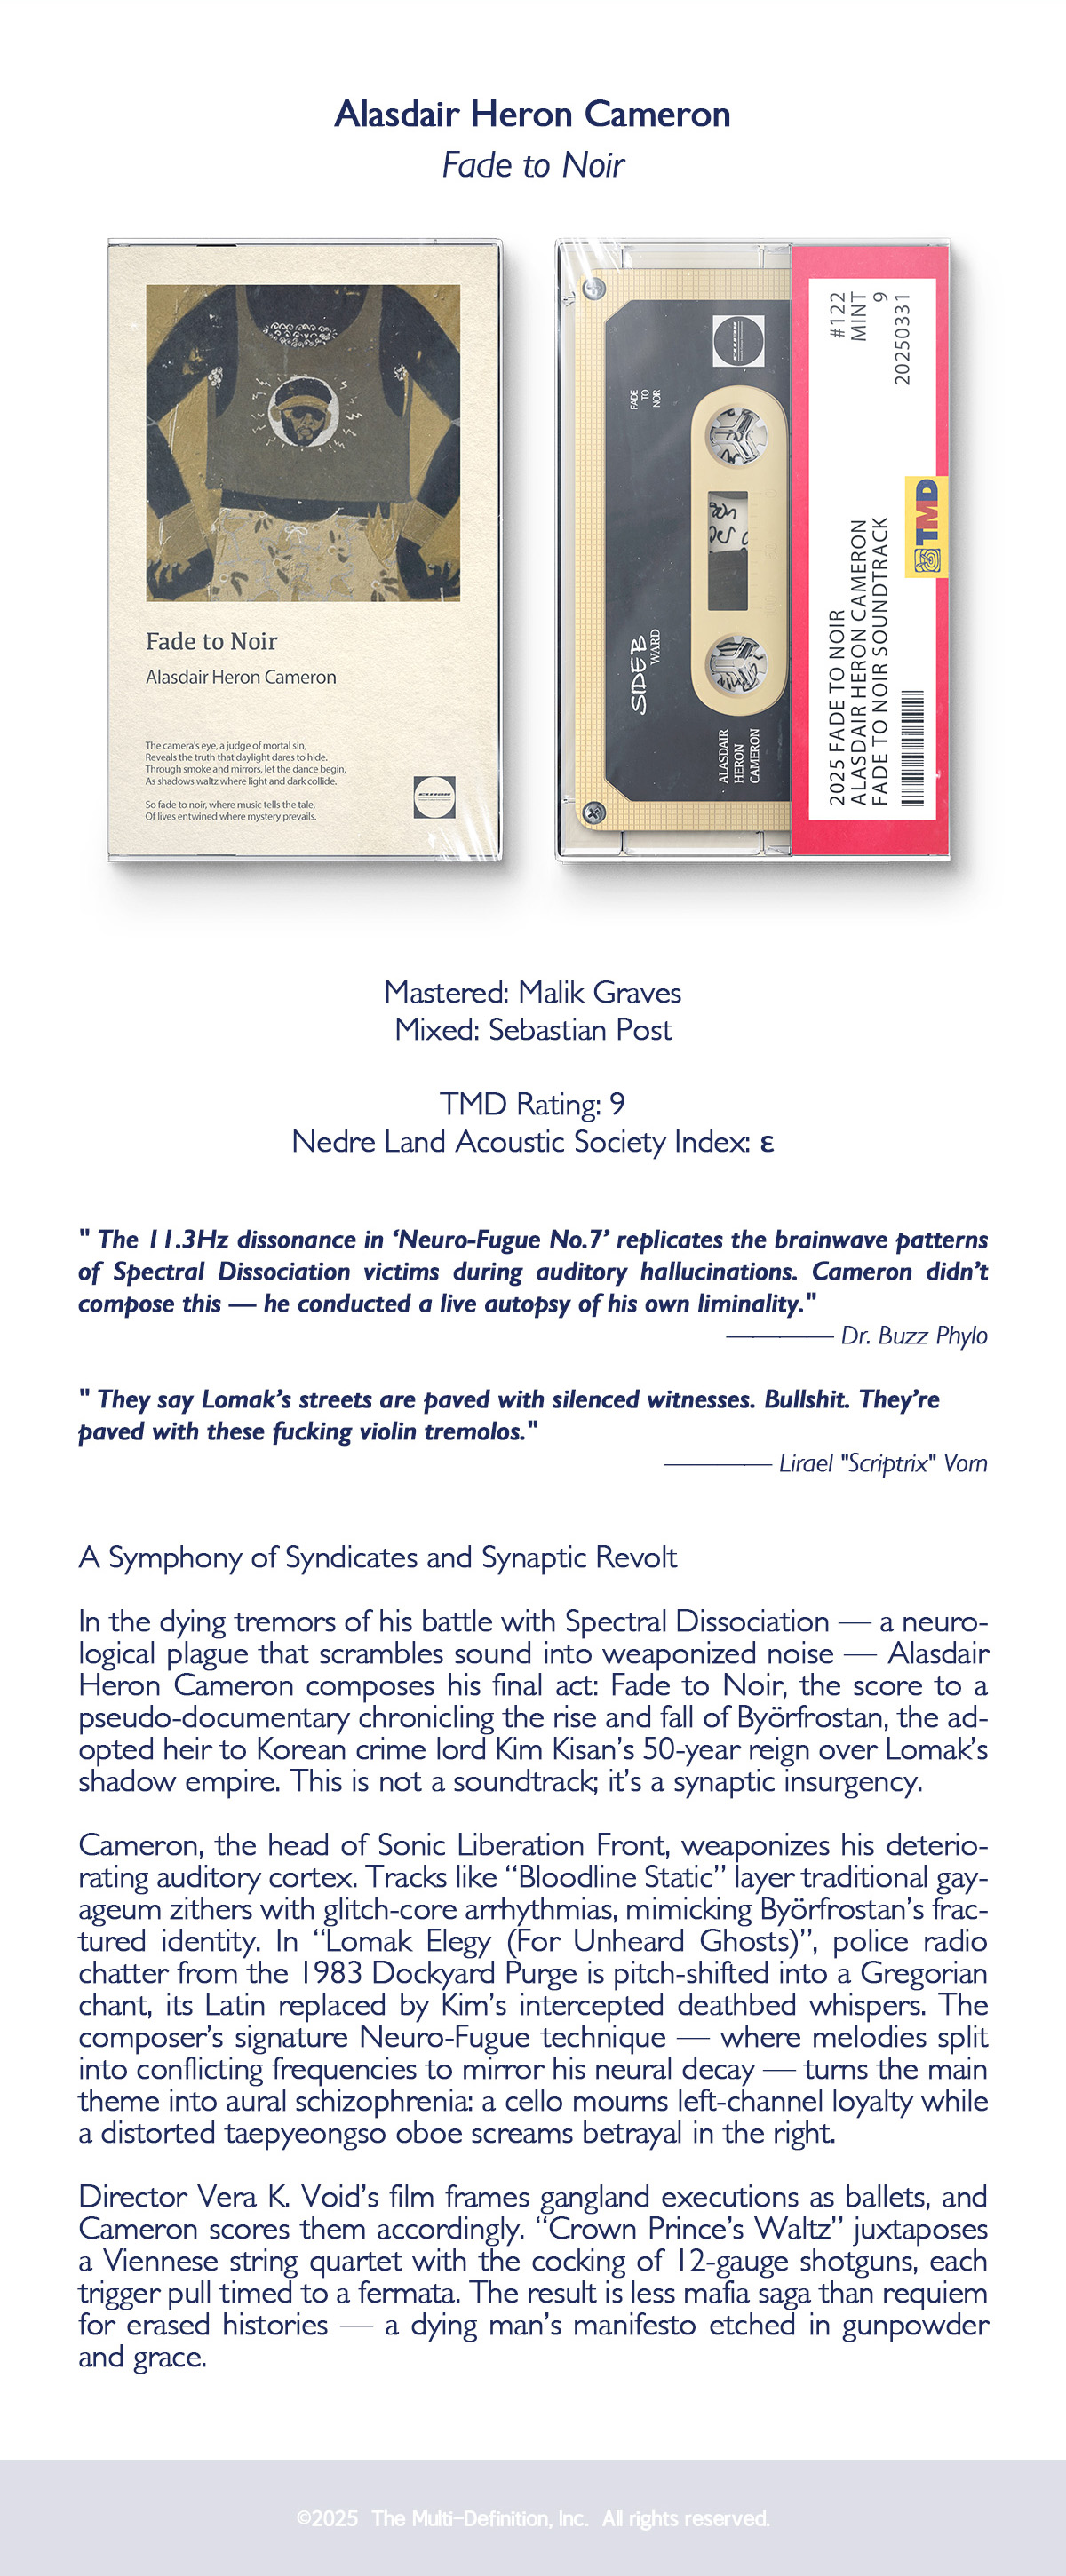 Alasdair Heron Cameron
Fade to Noir
Fade to Noir
Alasdair Heron Cameron
The camera's eye, a judge of mortal sin,
Reveals the truth that daylight dares to hide.
Through smoke and mirrors, let the dance begin,
As shadows waltz where light and dark collide.
So fade to noir, where music tells the tale,
Of lives entwined where mystery prevails.
FADE
TO
NOIR
SIDE B
WARD
ALASDAIR
HERON
CAMERON
#122
MINT
9
20250331
2025 FADE TO NOIR
ALASDAIR HERON CAMERON
FADE TO NOIR SOUNDTRACK
TMD
Mastered: Malik Graves
Mixed: Sebastian Post
TMD Rating: 9
Nedre Land Acoustic Society Index: ε
" The 11.3Hz dissonance in ‘Neuro-Fugue No.7’ replicates the brainwave patterns
of Spectral Dissociation victims during auditory hallucinations. Cameron didn’t
compose this — he conducted a live autopsy of his own liminality."
———— Dr. Buzz Phylo
" They say Lomak’s streets are paved with silenced witnesses. Bullshit. They’re
paved with these fucking violin tremolos."
———— Lirael "Scriptrix" Vorn
A Symphony of Syndicates and Synaptic Revolt
In the dying tremors of his battle with Spectral Dissociation — a neuro-
logical plague that scrambles sound into weaponized noise — Alasdair
Heron Cameron composes his final act: Fade to Noir, the score to a
pseudo-documentary chronicling the rise and fall of Byörfrostan, the ad-
opted heir to Korean crime lord Kim Kisan’s 50-year reign over Lomak’s
shadow empire. This is not a soundtrack; it’s a synaptic insurgency.
Cameron, the head of Sonic Liberation Front, weaponizes his deterio-
rating auditory cortex. Tracks like “Bloodline Static” layer traditional gay-
ageum zithers with glitch-core arrhythmias, mimicking Byörfrostan’s frac-
tured identity. In “Lomak Elegy (For Unheard Ghosts)”, police radio
chatter from the 1983 Dockyard Purge is pitch-shifted into a Gregorian
chant, its Latin replaced by Kim’s intercepted deathbed whispers. The
composer’s signature Neuro-Fugue technique — where melodies split
into conflicting frequencies to mirror his neural decay — turns the main
theme into aural schizophrenia: a cello mourns left-channel loyalty while
a distorted taepyeongso oboe screams betrayal in the right.
Director Vera K. Void’s film frames gangland executions as ballets, and
Cameron scores them accordingly. “Crown Prince’s Waltz” juxtaposes
a Viennese string quartet with the cocking of 12-gauge shotguns, each
trigger pull timed to a fermata. The result is less mafia saga than requiem
for erased histories — a dying man’s manifesto etched in gunpowder
and grace.
©2025 The Multi-Definition, Inc. All rights reserved.